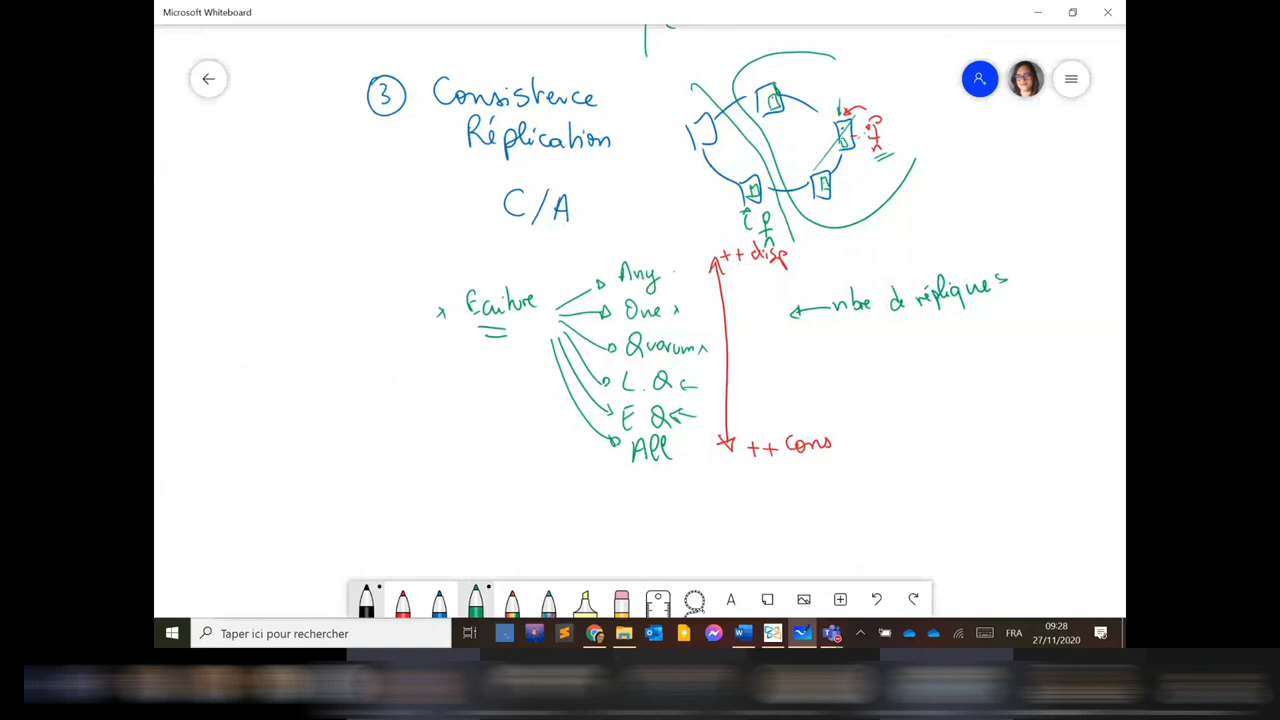 Microsoft Whiteboard
③ Consistence
Réplication
C/A
++ disp
x Ecriture
Any
One x
Quorum x
L.Q ←
E Q ←
All
← nbre de répliques
++ Cons
A
Taper ici pour rechercher
FRA
09:28
27/11/2020